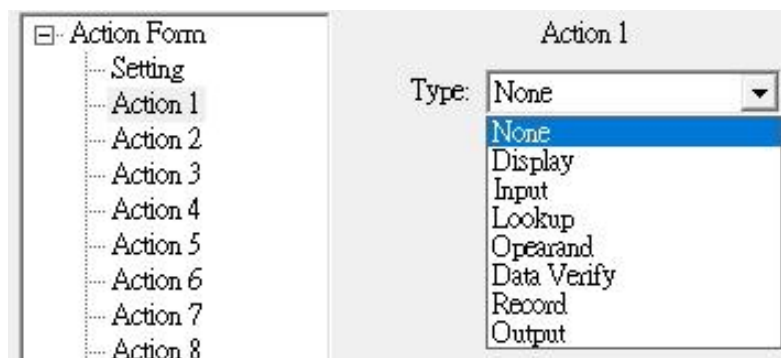 Action Form
Setting
Action 1
Action 2
Action 3
Action 4
Action 5
Action 6
Action 7
Action 8
Action 1
Type: None
None
Display
Input
Lookup
Opearand
Data Verify
Record
Output